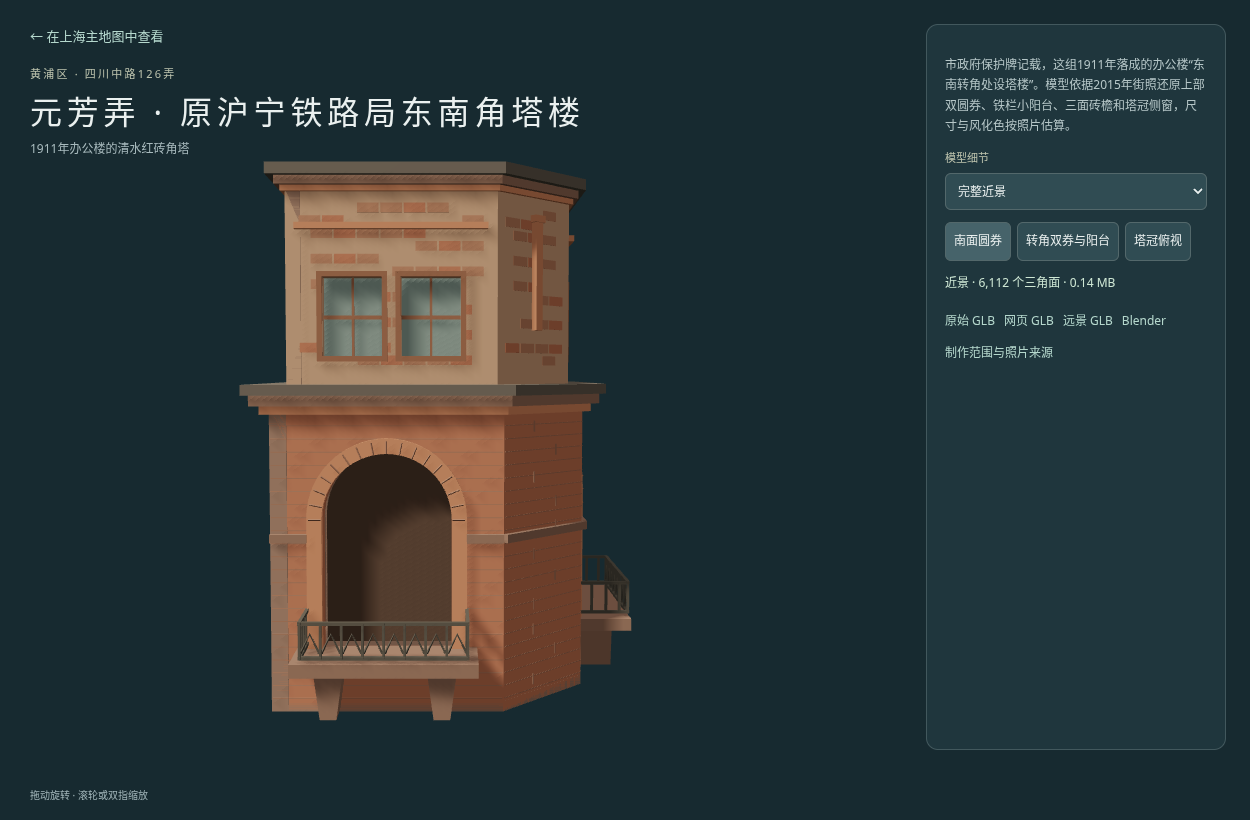 ← 在上海主地图中查看
黄浦区 · 四川中路126弄
元芳弄 · 原沪宁铁路局东南角塔楼
1911年办公楼的清水红砖角塔
市政府保护牌记载，这组1911年落成的办公楼“东
南转角处设塔楼”。模型依据2015年街照还原上部
双圆券、铁栏小阳台、三面砖檐和塔冠侧窗，尺
寸与风化色按照片估算。
模型细节
完整近景
南面圆券 转角双券与阳台 塔冠俯视
近景 · 6,112 个三角面 · 0.14 MB
原始 GLB 网页 GLB 远景 GLB Blender
制作范围与照片来源
拖动旋转 · 滚轮或双指缩放